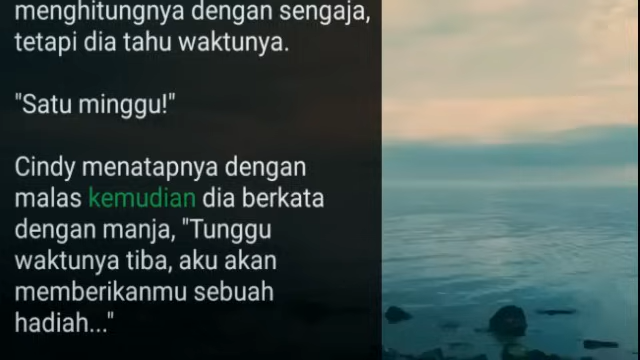 menghitungnya dengan sengaja,
tetapi dia tahu waktunya.
"Satu minggu!"
Cindy menatapnya dengan
malas kemudian dia berkata
dengan manja, "Tunggu
waktunya tiba, aku akan
memberikanmu sebuah
hadiah..."